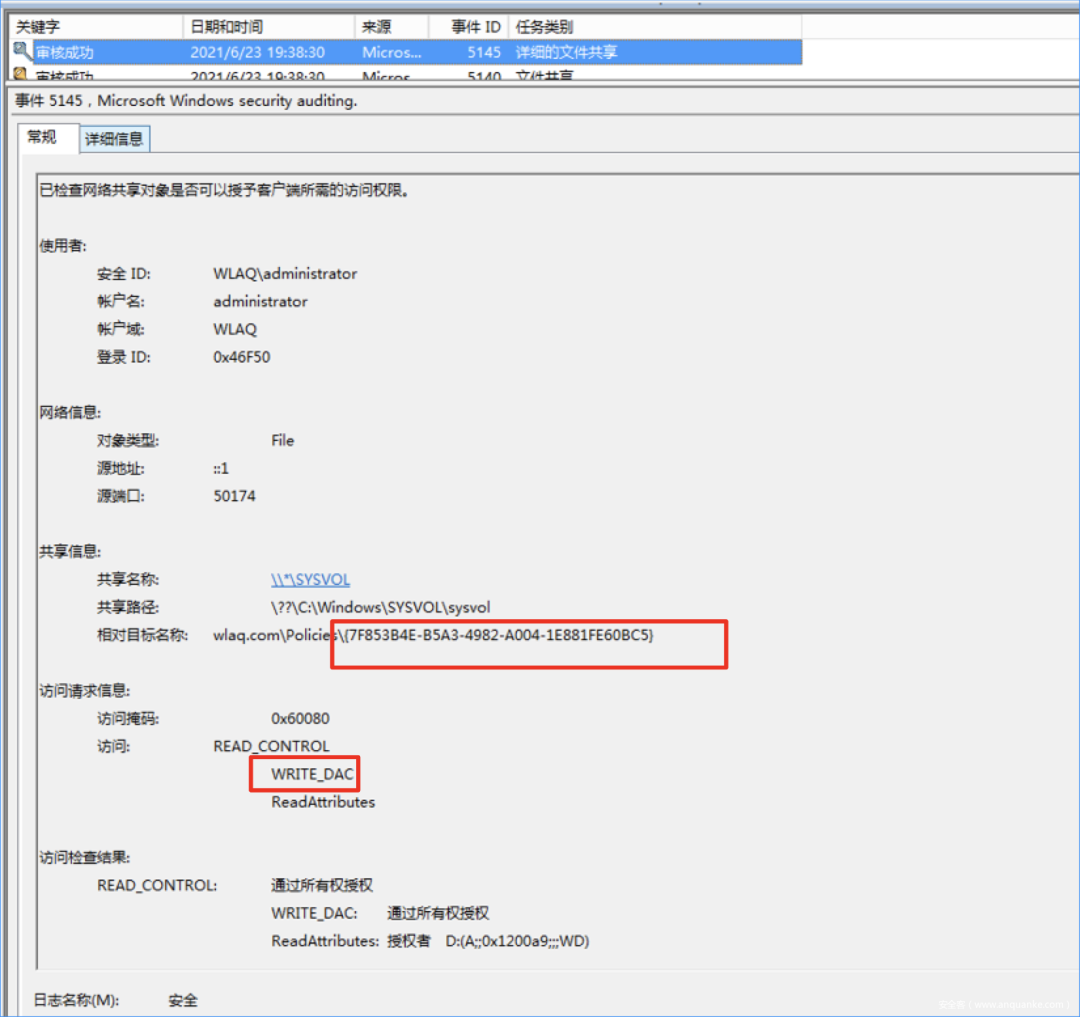 关键字 日期和时间 来源 事件 ID 任务类别
审核成功 2021/6/23 19:38:30 Micros... 5145 详细的文件共享
审核成功 2021/6/23 19:38:30 Micros 5140 文件共享
事件 5145，Microsoft Windows security auditing.
常规 详细信息
已检查网络共享对象是否可以授予客户端所需的访问权限。
使用者:
安全 ID: WLAQ\administrator
帐户名: administrator
帐户域: WLAQ
登录 ID: 0x46F50
网络信息:
对象类型: File
源地址: ::1
源端口: 50174
共享信息:
共享名称: \\*\SYSVOL
共享路径: \??\C:\Windows\SYSVOL\sysvol
相对目标名称: wlaq.com\Policies\{7F853B4E-B5A3-4982-A004-1E881FE60BC5}
访问请求信息:
访问掩码: 0x60080
访问: READ_CONTROL
WRITE_DAC
ReadAttributes
访问检查结果:
READ_CONTROL: 通过所有权授权
WRITE_DAC: 通过所有权授权
ReadAttributes: 授权者 D:(A;;0x1200a9;;;WD)
日志名称(M): 安全
安全客 ( www.anquanke.com )